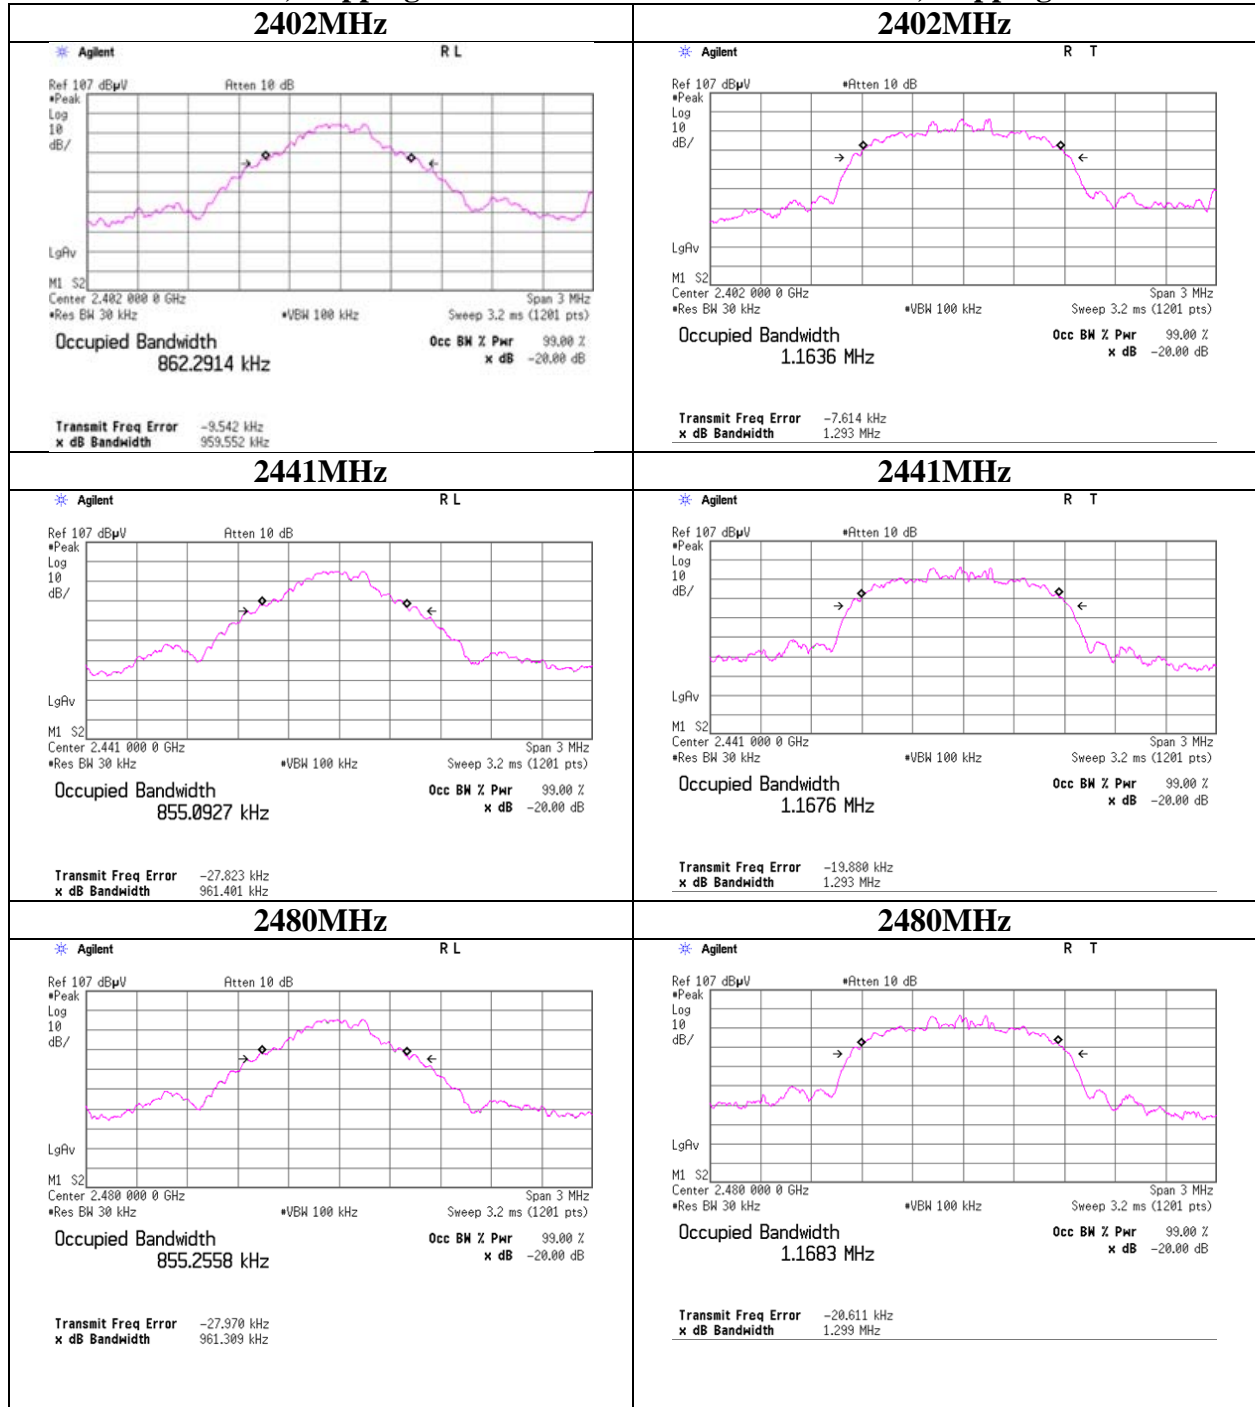 2402MHz
Agilent R L
Ref 107 dBµV Atten 10 dB
#Peak
Log
10
dB/
LgAv
M1 S2
Center 2.402 000 0 GHz Span 3 MHz
#Res BW 30 kHz #VBW 100 kHz Sweep 3.2 ms (1201 pts)
Occupied Bandwidth Occ BW % Pwr 99.00 %
862.2914 kHz x dB -20.00 dB
Transmit Freq Error -9.542 kHz
x dB Bandwidth 959.552 kHz
2402MHz
Agilent R T
Ref 107 dBµV #Atten 10 dB
#Peak
Log
10
dB/
LgAv
M1 S2
Center 2.402 000 0 GHz Span 3 MHz
#Res BW 30 kHz #VBW 100 kHz Sweep 3.2 ms (1201 pts)
Occupied Bandwidth Occ BW % Pwr 99.00 %
1.1636 MHz x dB -20.00 dB
Transmit Freq Error -7.614 kHz
x dB Bandwidth 1.293 MHz
2441MHz
Agilent R L
Ref 107 dBµV Atten 10 dB
#Peak
Log
10
dB/
LgAv
M1 S2
Center 2.441 000 0 GHz Span 3 MHz
#Res BW 30 kHz #VBW 100 kHz Sweep 3.2 ms (1201 pts)
Occupied Bandwidth Occ BW % Pwr 99.00 %
855.0927 kHz x dB -20.00 dB
Transmit Freq Error -27.823 kHz
x dB Bandwidth 961.401 kHz
2441MHz
Agilent R T
Ref 107 dBµV #Atten 10 dB
#Peak
Log
10
dB/
LgAv
M1 S2
Center 2.441 000 0 GHz Span 3 MHz
#Res BW 30 kHz #VBW 100 kHz Sweep 3.2 ms (1201 pts)
Occupied Bandwidth Occ BW % Pwr 99.00 %
1.1676 MHz x dB -20.00 dB
Transmit Freq Error -19.880 kHz
x dB Bandwidth 1.293 MHz
2480MHz
Agilent R L
Ref 107 dBµV Atten 10 dB
#Peak
Log
10
dB/
LgAv
M1 S2
Center 2.480 000 0 GHz Span 3 MHz
#Res BW 30 kHz #VBW 100 kHz Sweep 3.2 ms (1201 pts)
Occupied Bandwidth Occ BW % Pwr 99.00 %
855.2558 kHz x dB -20.00 dB
Transmit Freq Error -27.970 kHz
x dB Bandwidth 961.309 kHz
2480MHz
Agilent R T
Ref 107 dBµV #Atten 10 dB
#Peak
Log
10
dB/
LgAv
M1 S2
Center 2.480 000 0 GHz Span 3 MHz
#Res BW 30 kHz #VBW 100 kHz Sweep 3.2 ms (1201 pts)
Occupied Bandwidth Occ BW % Pwr 99.00 %
1.1683 MHz x dB -20.00 dB
Transmit Freq Error -20.611 kHz
x dB Bandwidth 1.299 MHz